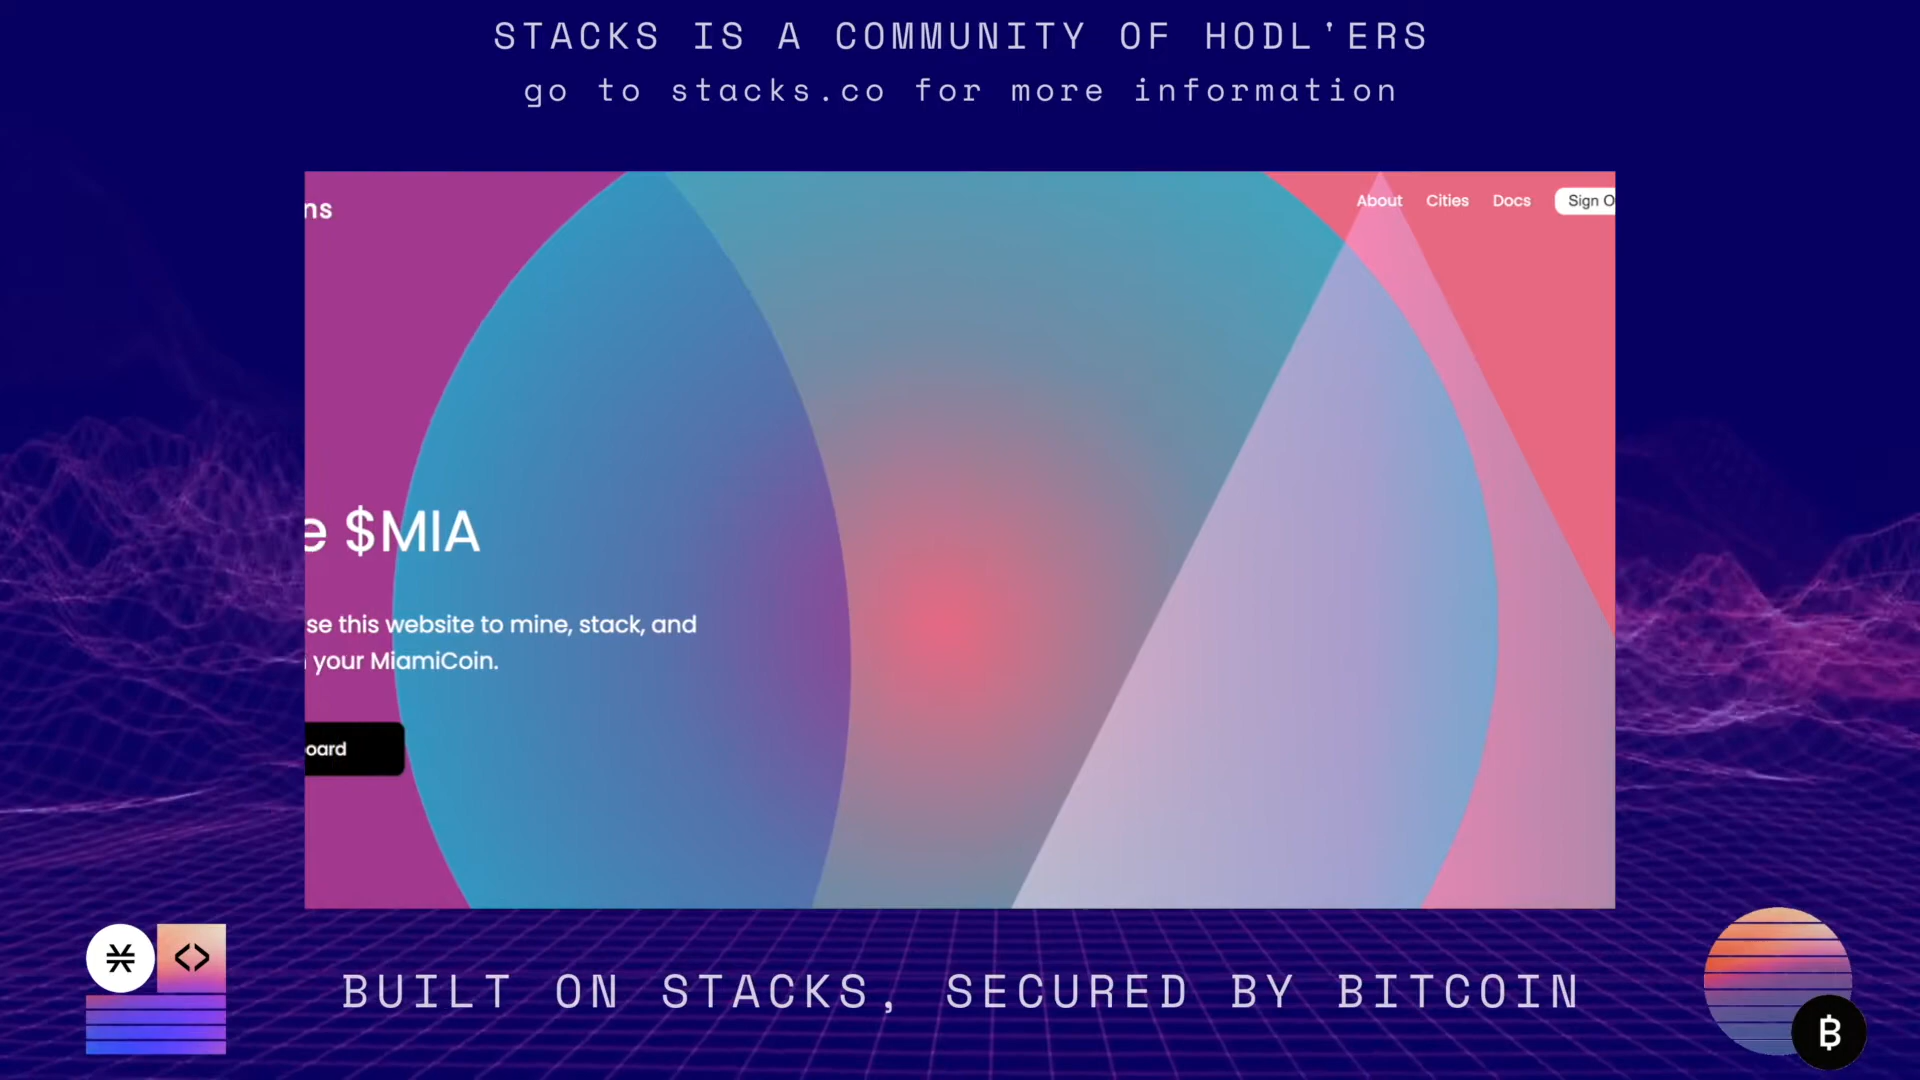 STACKS IS A COMMUNITY OF HODL'ERS
go to stacks.co for more information
ns
About Cities Docs Sign O
e $MIA
se this website to mine, stack, and
your MiamiCoin.
oard
BUILT ON STACKS, SECURED BY BITCOIN